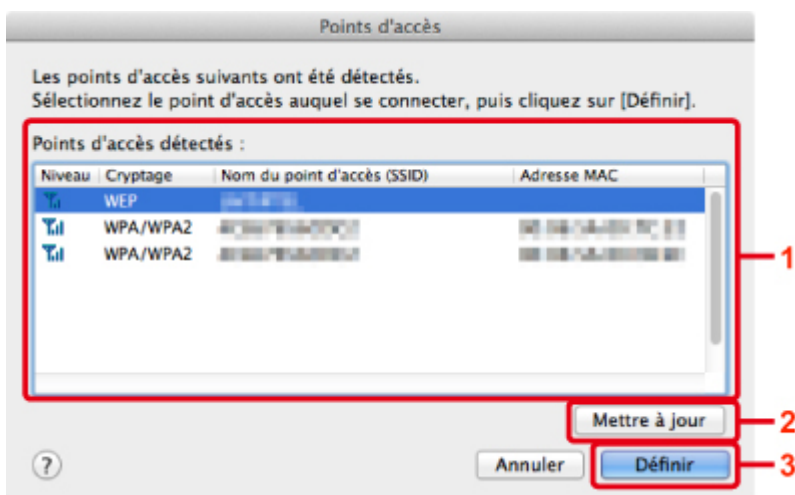 Points d'accès
Les points d'accès suivants ont été détectés.
Sélectionnez le point d'accès auquel se connecter, puis cliquez sur [Définir].
Points d'accès détectés :
Niveau Cryptage Nom du point d'accès (SSID) Adresse MAC
WEP
WPA/WPA2
WPA/WPA2
1
Mettre à jour 2
? Annuler Définir 3